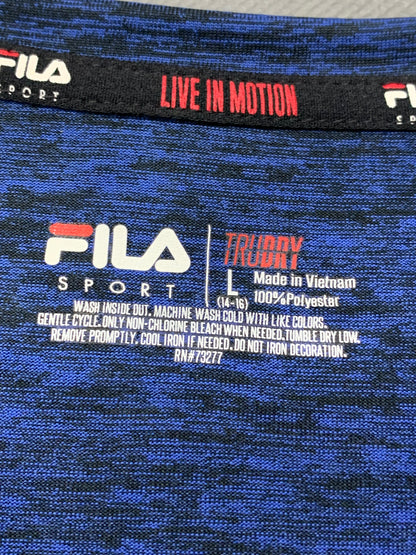 FILA
SPORT
LIVE IN MOTION
FILA
SPORT
FILA
SPORT
TRUDRY
L
(14-16)
Made in Vietnam
100%Polyester
WASH INSIDE OUT. MACHINE WASH COLD WITH LIKE COLORS.
GENTLE CYCLE. ONLY NON-CHLORINE BLEACH WHEN NEEDED.TUMBLE DRY LOW.
REMOVE PROMPTLY. COOL IRON IF NEEDED. DO NOT IRON DECORATION.
RN#73277